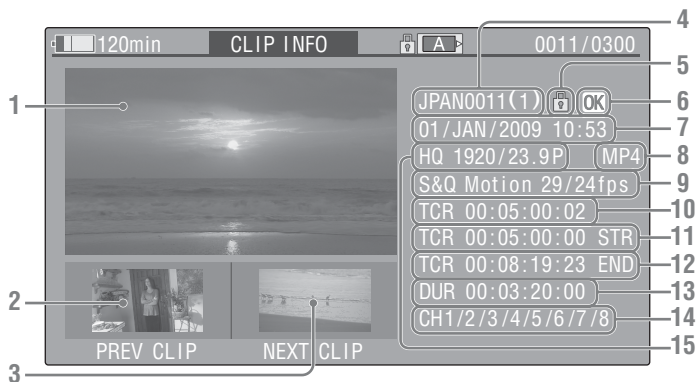 120min CLIP INFO A 0011/0300
4
5
1 JPAN0011(1) OK 6
01/JAN/2009 10:53 7
HQ 1920/23.9P MP4 8
S&Q Motion 29/24fps 9
TCR 00:05:00:02 10
TCR 00:05:00:00 STR 11
TCR 00:08:19:23 END 12
2 DUR 00:03:20:00 13
CH1/2/3/4/5/6/7/8 14
PREV CLIP NEXT CLIP 15
3